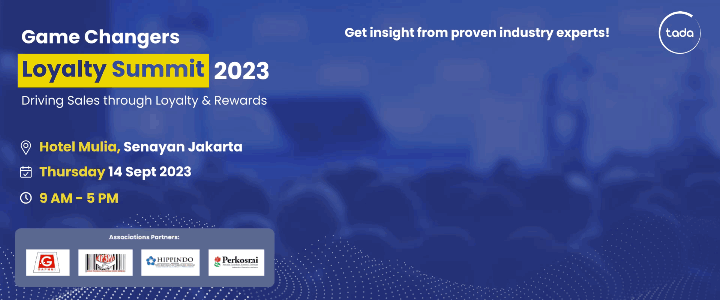 Game Changers
Loyalty Summit 2023
Driving Sales through Loyalty & Rewards
Get insight from proven industry experts!
tada
Hotel Mulia, Senayan Jakarta
Thursday 14 Sept 2023
9 AM - 5 PM
Associations Partners:
G
HIPPINDO
Perkosrai